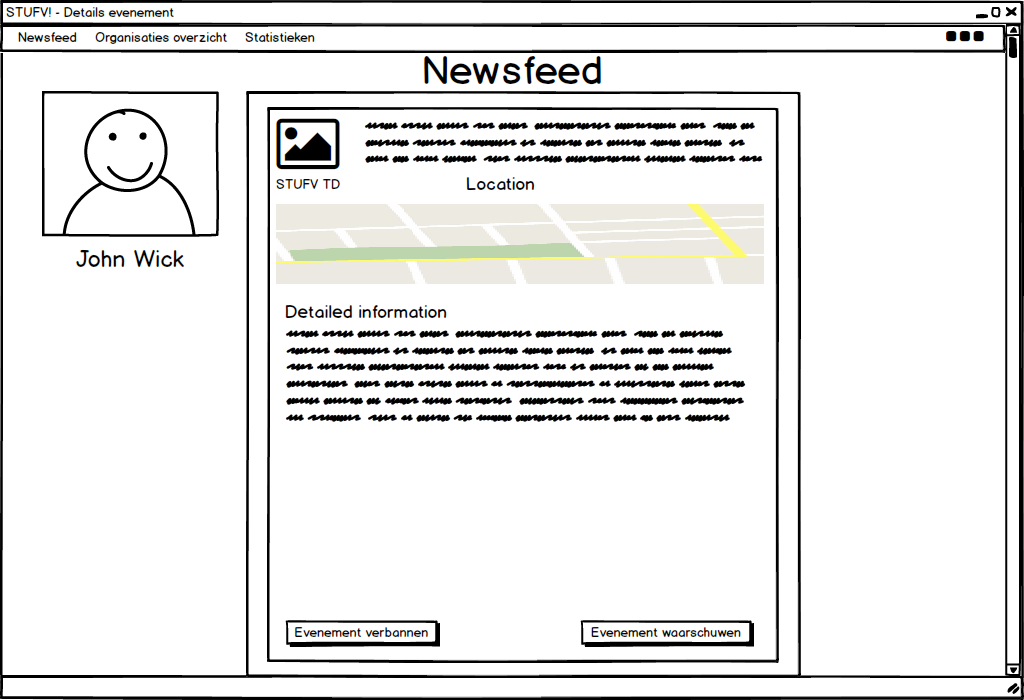 STUFV! - Details evenement
Newsfeed Organisaties overzicht Statistieken
Newsfeed
John Wick
STUFV TD
Location
Detailed information
Evenement verbannen
Evenement waarschuwen